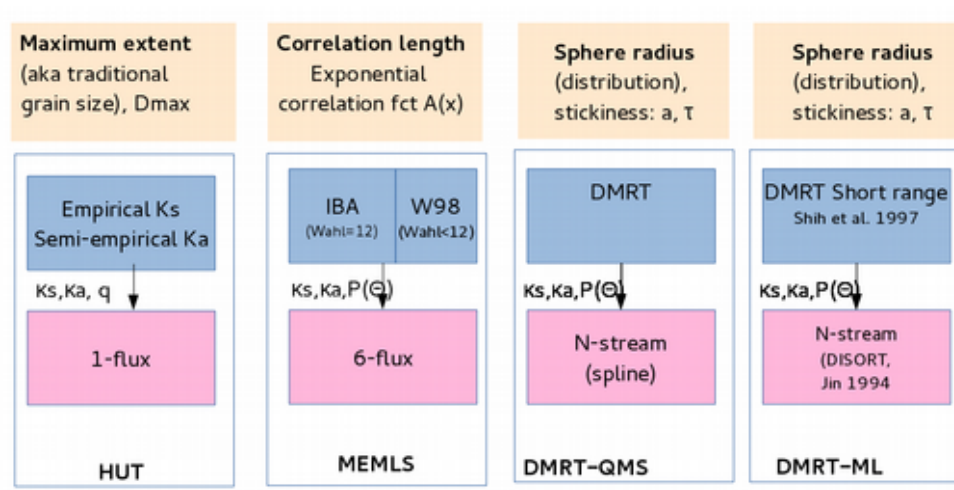 Maximum extent
(aka traditional
grain size), Dmax
Correlation length
Exponential
correlation fct A(x)
Sphere radius
(distribution),
stickiness: a, τ
Sphere radius
(distribution),
stickiness: a, τ
Empirical Ks
Semi-empirical Ka
Ks,Ka, q
1-flux
HUT
IBA
(Wahl=12)
W98
(Wahl<12)
Ks,Ka,P(Θ)
6-flux
MEMLS
DMRT
Ks,Ka,P(Θ)
N-stream
(spline)
DMRT-QMS
DMRT Short range
Shih et al. 1997
Ks,Ka,P(Θ)
N-stream
(DISORT,
Jin 1994
DMRT-ML